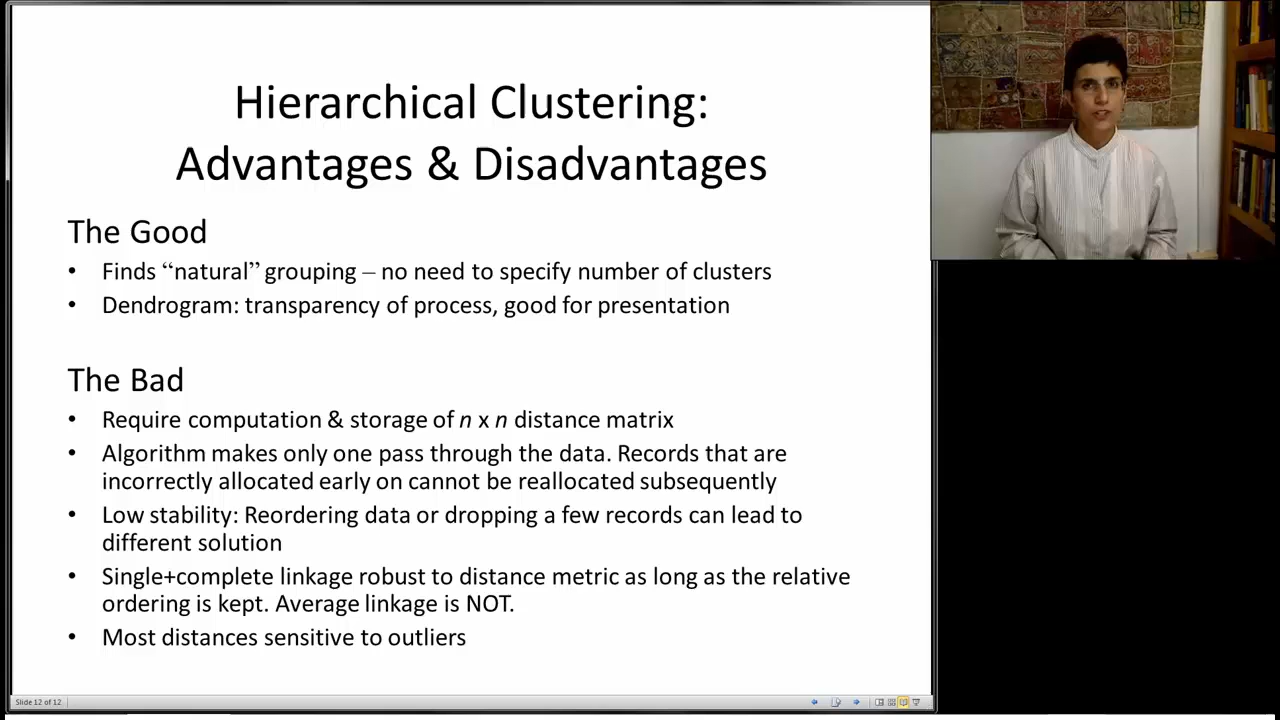 Hierarchical Clustering:
Advantages & Disadvantages
The Good
• Finds “nat” grouping – no need to specify number of clusters
• Dendrogram: transparency of process, good for presentation
The Bad
• Require computation & storage of n x n distance matrix
• Algorithm makes only one pass through the data. Records that are
incorrectly allocated early on cannot be reallocated subsequently
• Low stability: Reordering data or dropping a few records can lead to
different solution
• Single+complete linkage robust to distance metric as long as the relative
ordering is kept. Average linkage is NOT.
• Most distances sensitive to outliers
Slide 12 of 12